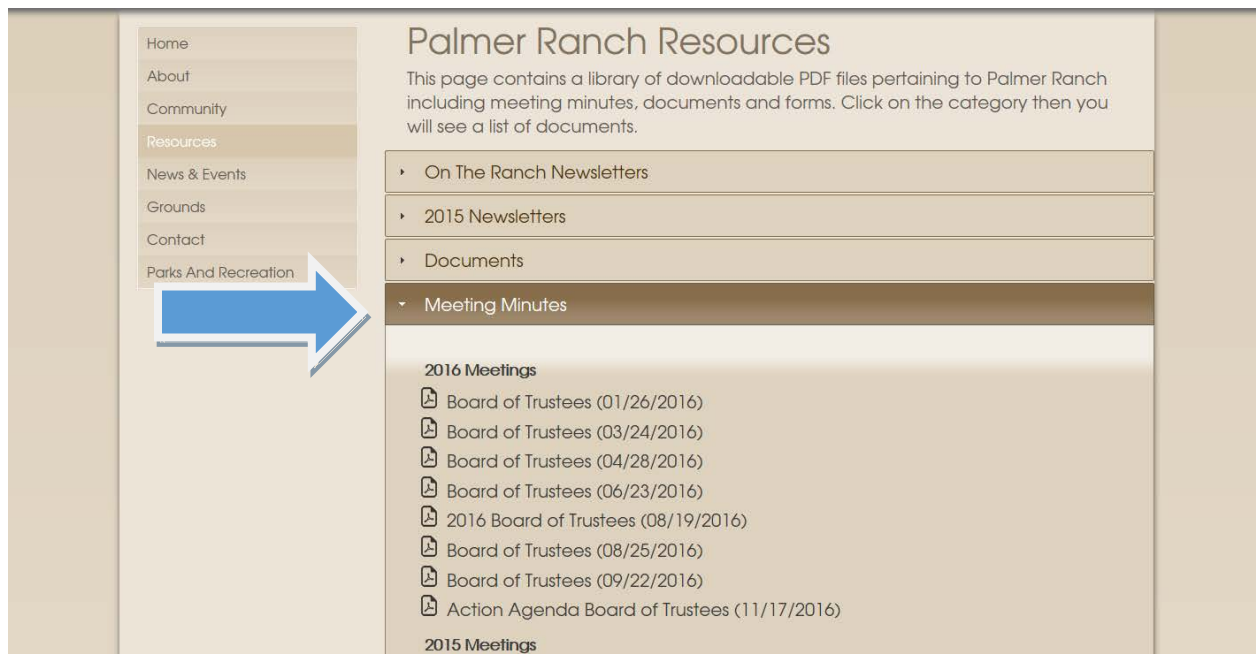 Home
About
Community
Resources
News & Events
Grounds
Contact
Parks And Recreation
Palmer Ranch Resources
This page contains a library of downloadable PDF files pertaining to Palmer Ranch
including meeting minutes, documents and forms. Click on the category then you
will see a list of documents.
On The Ranch Newsletters
2015 Newsletters
Documents
Meeting Minutes
2016 Meetings
Board of Trustees (01/26/2016)
Board of Trustees (03/24/2016)
Board of Trustees (04/28/2016)
Board of Trustees (06/23/2016)
2016 Board of Trustees (08/19/2016)
Board of Trustees (08/25/2016)
Board of Trustees (09/22/2016)
Action Agenda Board of Trustees (11/17/2016)
2015 Meetings